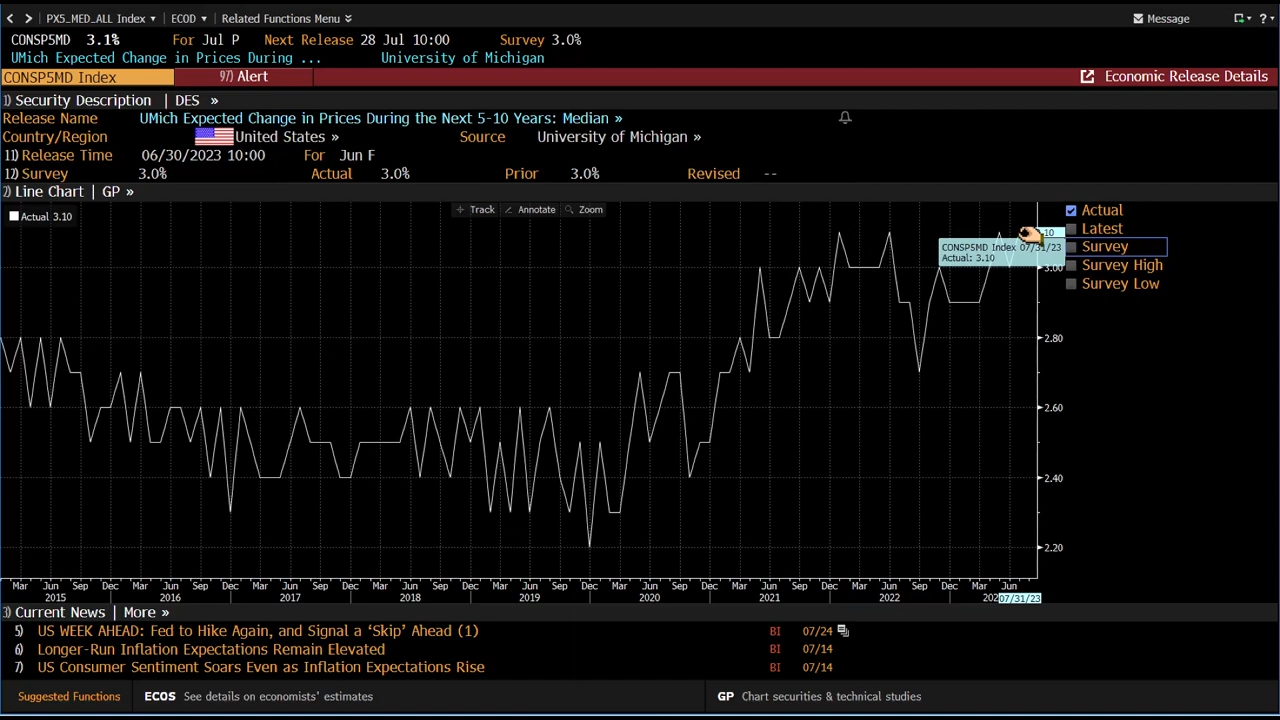 PX5_MED_ALL Index ECOD Related Functions Menu Message ?
CONSP5MD 3.1% For Jul P Next Release 28 Jul 10:00 Survey 3.0%
UMich Expected Change in Prices During ... University of Michigan
CONSP5MD Index 97) Alert Economic Release Details
1) Security Description | DES »
Release Name UMich Expected Change in Prices During the Next 5-10 Years: Median »
Country/Region United States » Source University of Michigan »
11) Release Time 06/30/2023 10:00 For Jun F
12) Survey 3.0% Actual 3.0% Prior 3.0% Revised --
2) Line Chart | GP »
Actual 3.10 Track Annotate Zoom
Actual
Latest
Survey
Survey High
Survey Low
CONSP5MD Index 07/31/23
Actual: 3.10
3.00
2.80
2.60
2.40
2.20
Mar Jun Sep Dec Mar Jun Sep Dec Mar Jun Sep Dec Mar Jun Sep Dec Mar Jun Sep Dec Mar Jun Sep Dec Mar Jun Sep Dec Mar Jun Sep Dec Mar Jun
2015 2016 2017 2018 2019 2020 2021 2022 07/31/23
3) Current News | More »
5) US WEEK AHEAD: Fed to Hike Again, and Signal a ‘Skip’ Ahead (1) BI 07/24
6) Longer-Run Inflation Expectations Remain Elevated BI 07/14
7) US Consumer Sentiment Soars Even as Inflation Expectations Rise BI 07/14
Suggested Functions ECOS See details on economists' estimates GP Chart securities & technical studies